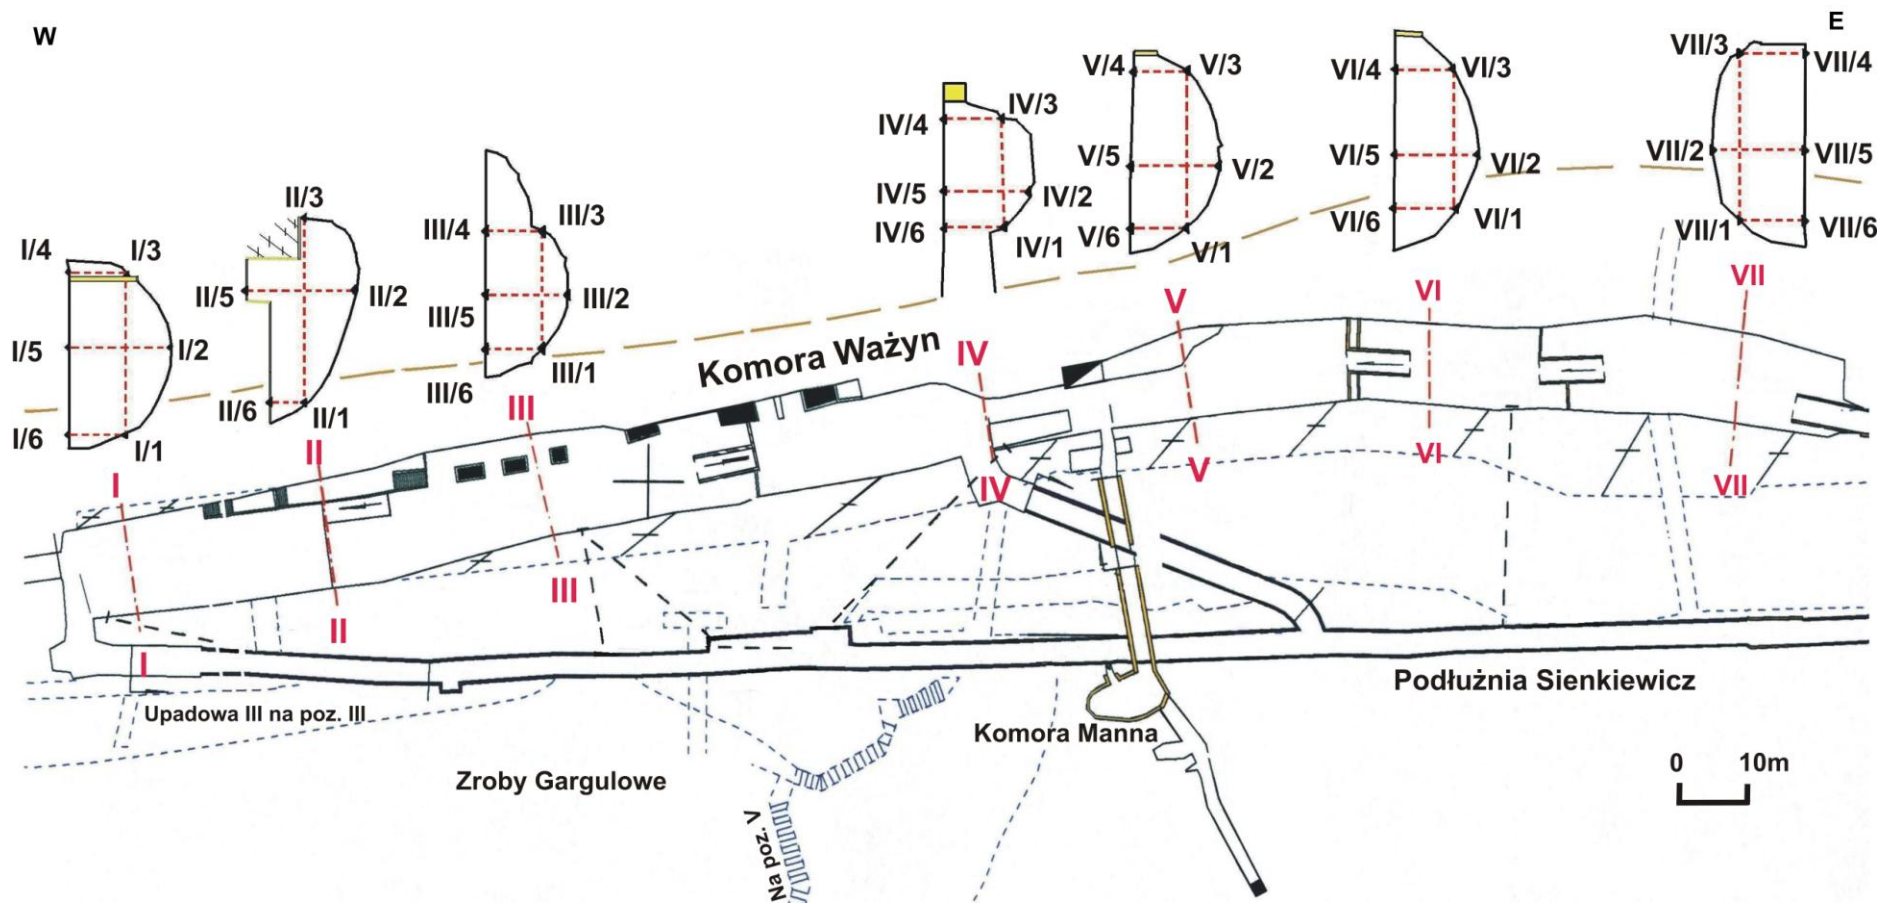 W
E
I/4
I/3
I/5
I/2
I/6
I/1
II/3
II/5
II/2
II/6
II/1
III/4
III/3
III/5
III/2
III/6
III/1
IV/4
IV/3
IV/5
IV/2
IV/6
IV/1
V/4
V/3
V/5
V/2
V/6
V/1
VI/4
VI/3
VI/5
VI/2
VI/6
VI/1
VII/3
VII/4
VII/2
VII/5
VII/1
VII/6
Komora Ważyn
I
II
III
IV
V
VI
VII
I
II
III
IV
V
VI
VII
Upadowa III na poz. III
Zroby Gargulowe
Na poz. V
Komora Manna
Podłużnia Sienkiewicz
0 10m